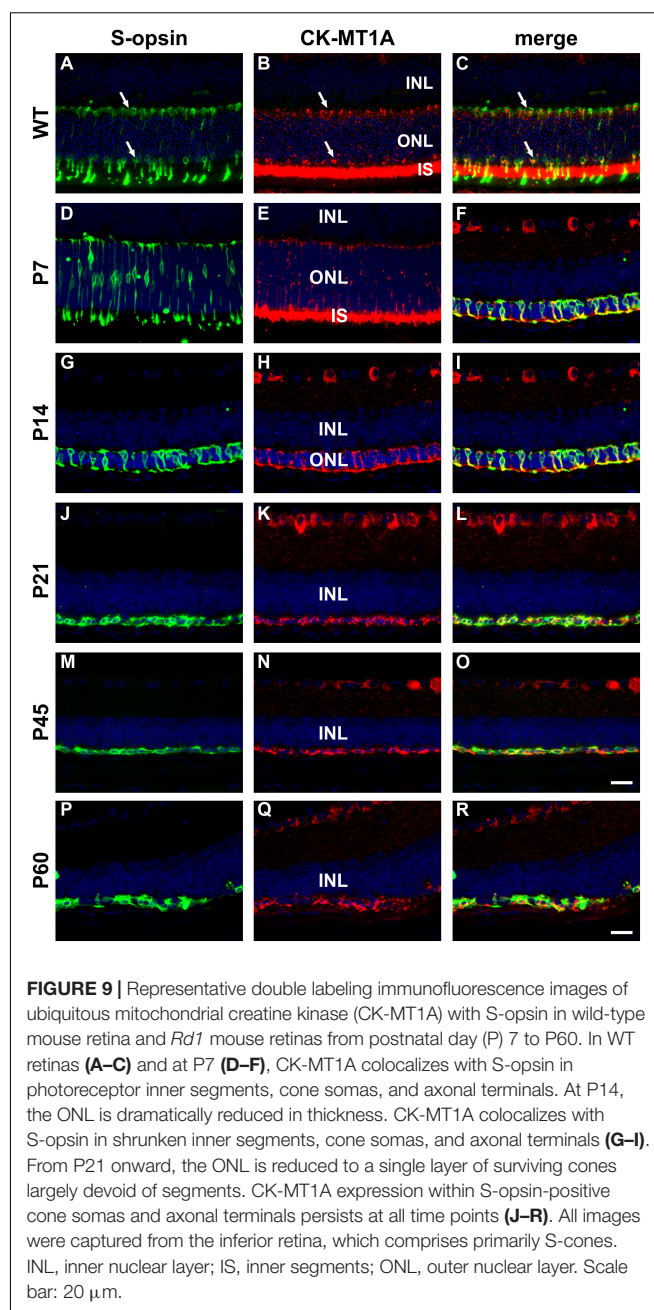 S-opsin CK-MT1A merge
WT
A B C
INL
ONL
IS
P7
D E F
INL
ONL
IS
P14
G H I
INL
ONL
P21
J K L
INL
P45
M N O
INL
P60
P Q R
INL
FIGURE 9 | Representative double labeling immunofluorescence images of
ubiquitous mitochondrial creatine kinase (CK-MT1A) with S-opsin in wild-type
mouse retina and Rd1 mouse retinas from postnatal day (P) 7 to P60. In WT
retinas (A–C) and at P7 (D–F), CK-MT1A colocalizes with S-opsin in
photoreceptor inner segments, cone somas, and axonal terminals. At P14,
the ONL is dramatically reduced in thickness. CK-MT1A colocalizes with
S-opsin in shrunken inner segments, cone somas, and axonal terminals (G–I).
From P21 onward, the ONL is reduced to a single layer of surviving cones
largely devoid of segments. CK-MT1A expression within S-opsin-positive
cone somas and axonal terminals persists at all time points (J–R). All images
were captured from the inferior retina, which comprises primarily S-cones.
INL, inner nuclear layer; IS, inner segments; ONL, outer nuclear layer. Scale
bar: 20 μm.